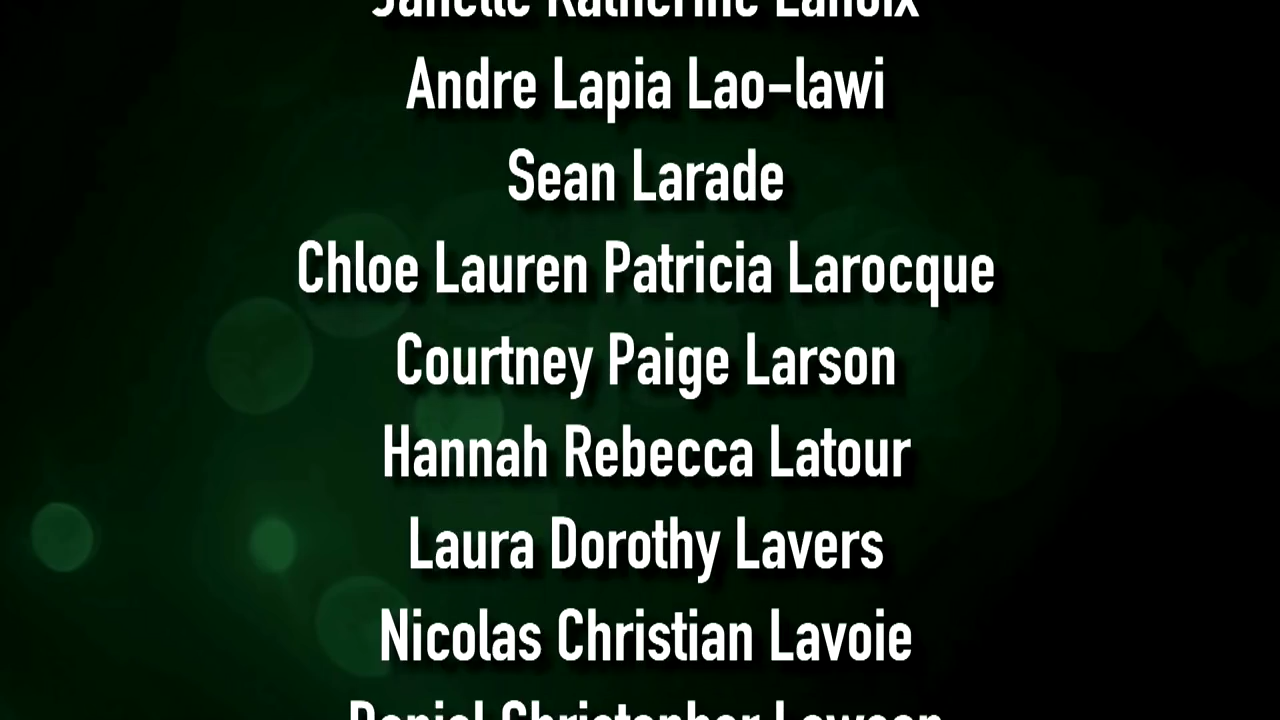 Janelle Katherine Lanoix
Andre Lapia Lao-lawi
Sean Larade
Chloe Lauren Patricia Larocque
Courtney Paige Larson
Hannah Rebecca Latour
Laura Dorothy Lavers
Nicolas Christian Lavoie
Daniel Christopher Lawson